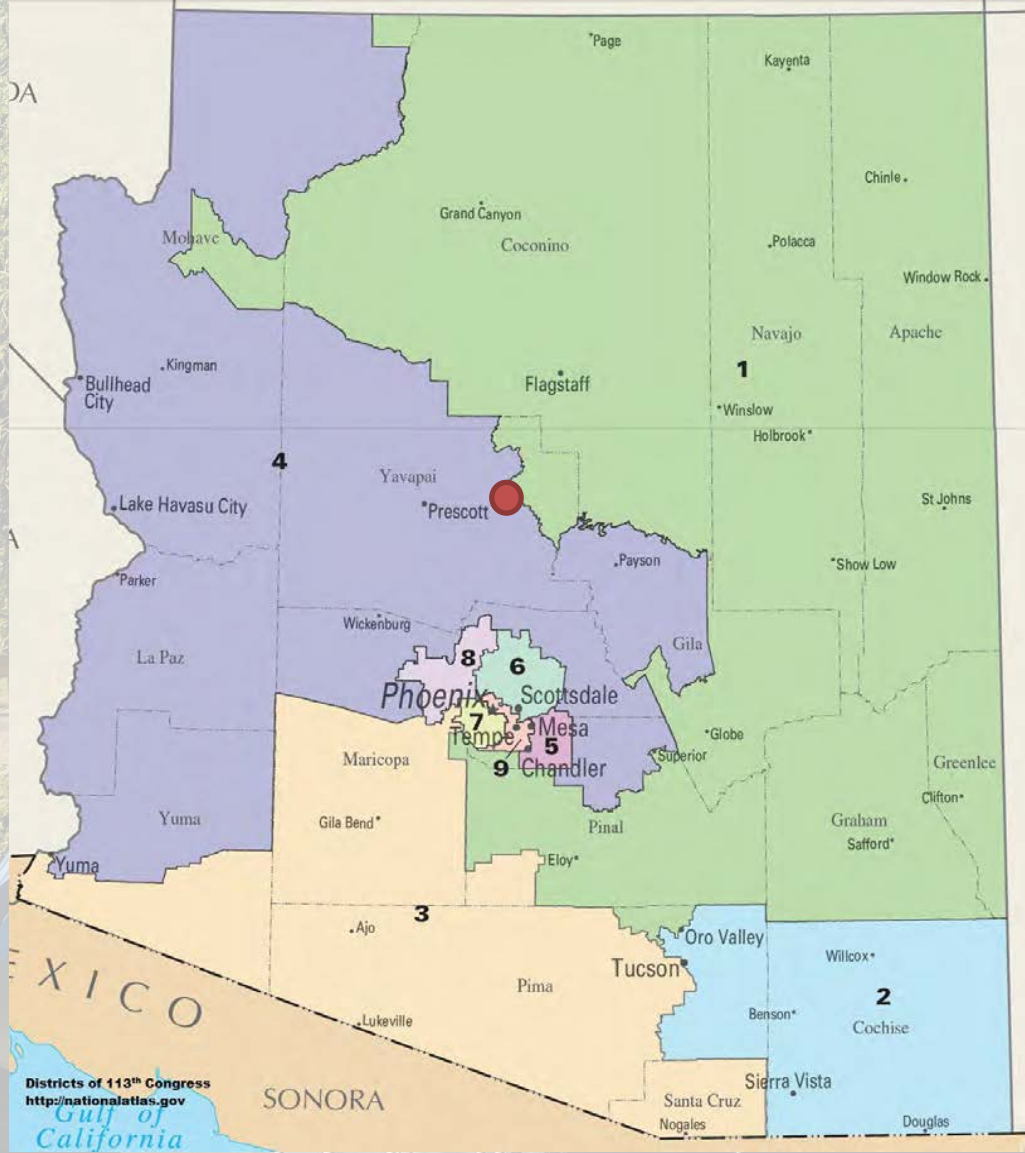 Page
Kayenta
DA
Chinle
Grand Canyon
Mohave
Coconino
Polacca
Window Rock
Navajo
Apache
Kingman
1
Flagstaff
Bullhead
City
Winslow
Holbrook
4
Yavapai
Lake Havasu City
Prescott
St Johns
A
Payson
Show Low
Parker
Wickenburg
Gila
La Paz
8
6
Phoenix
Scottsdale
7
Mesa
Tempe
5
Globe
Superior
Maricopa
9
Chandler
Greenlee
Clifton
Yuma
Gila Bend
Pinal
Graham
Safford
Eloy
Yuma
3
Ajo
Oro Valley
Willcox
Tucson
EXICO
Pima
2
Benson
Cochise
Lukeville
Districts of 113th Congress
http://nationalatlas.gov
Gulf of
California
SONORA
Sierra Vista
Santa Cruz
Nogales
Douglas